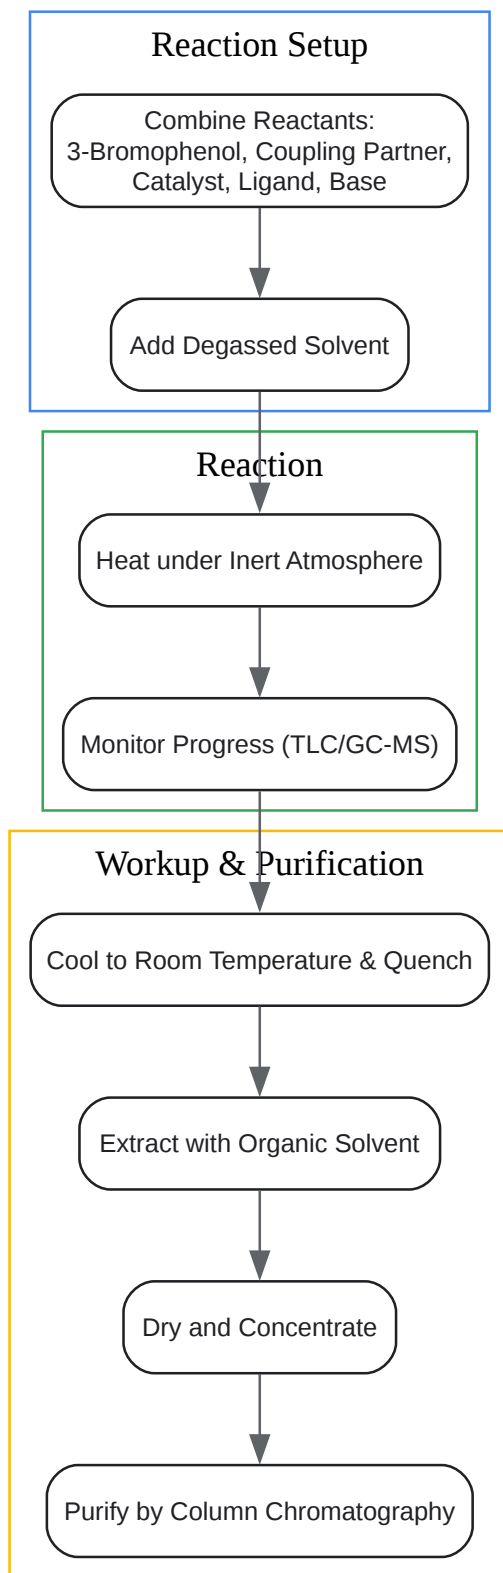 Reaction Setup
Combine Reactants:
3-Bromophenol, Coupling Partner,
Catalyst, Ligand, Base
Add Degassed Solvent
Reaction
Heat under Inert Atmosphere
Monitor Progress (TLC/GC-MS)
Workup & Purification
Cool to Room Temperature & Quench
Extract with Organic Solvent
Dry and Concentrate
Purify by Column Chromatography